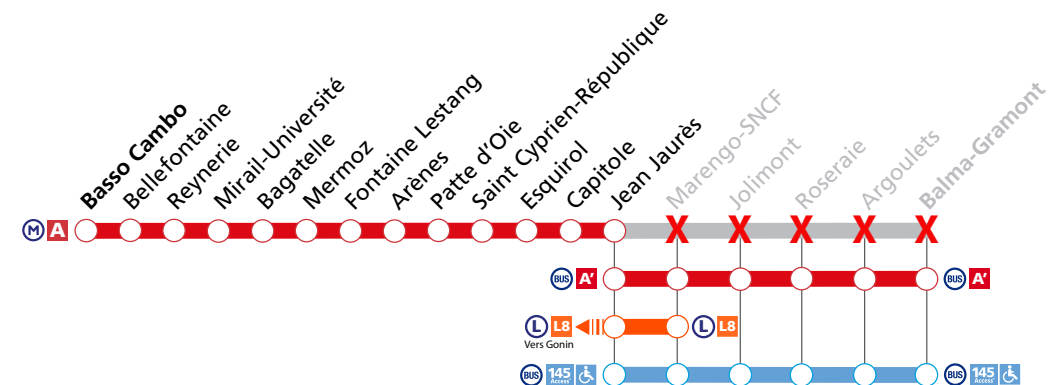 Basso Cambo
Bellefontaine
Reynerie
Mirail-Université
Bagatelle
Mermoz
Fontaine Lestang
Arènes
Patte d'Oie
Saint Cyprien-République
Esquirol
Capitole
Jean Jaurès
Marengo-SNCF
Jolimont
Roseraie
Argoulets
Balma-Gramont
M A X X X X X
BUS A' BUS A'
L L8 L L8
Vers Gonin
BUS 145 BUS 145
Access' Access'